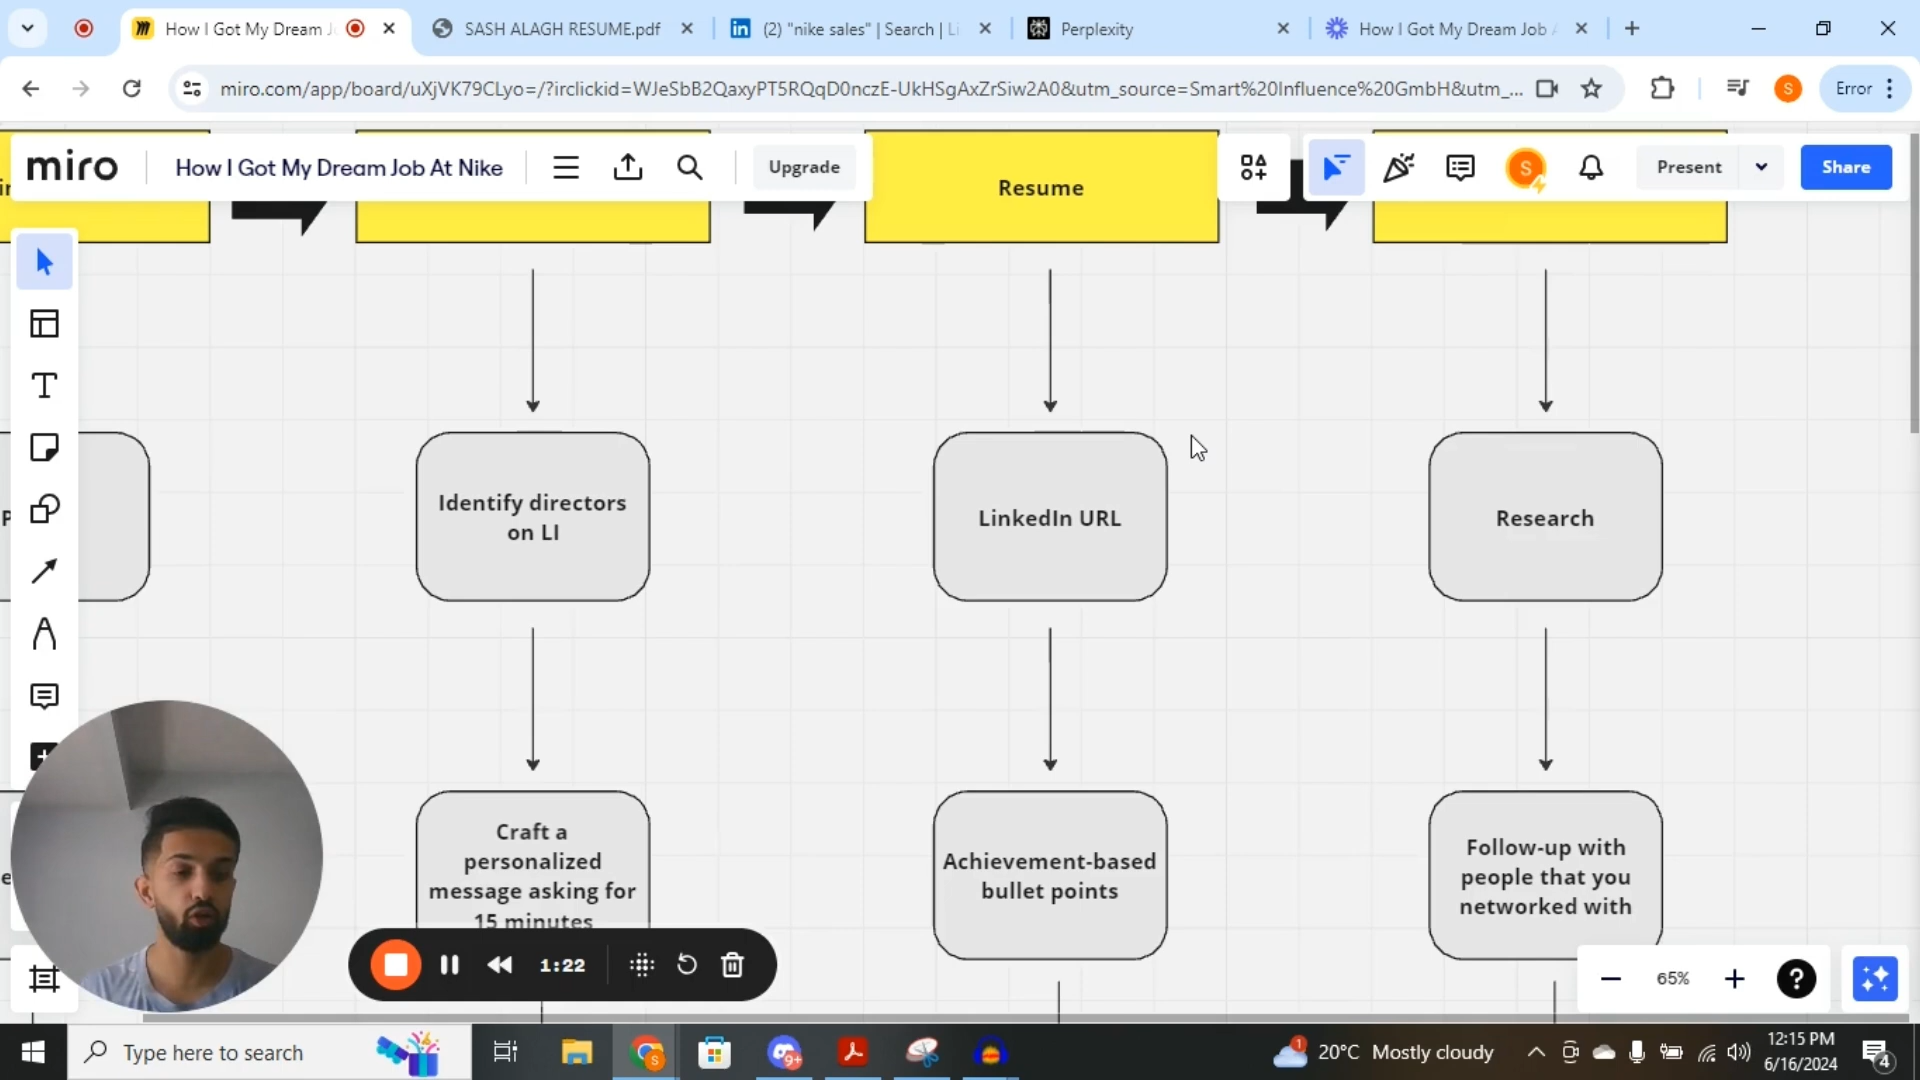 How I Got My Dream J
SASH ALAGH RESUME.pdf
(2) "nike sales" | Search | Li
Perplexity
How I Got My Dream Job A
miro.com/app/board/uXjVK79CLyo=/?irclickid=WJeSbB2QaxyPT5RQqD0nczE-UkHSgAxZrSiw2A0&utm_source=Smart%20Influence%20GmbH&utm_...
S
Error
miro
How I Got My Dream Job At Nike
Upgrade
Resume
S
Present
Share
Identify directors
on LI
LinkedIn URL
Research
Craft a
personalized
message asking for
15 minutes
Achievement-based
bullet points
Follow-up with
people that you
networked with
1:22
65%
Type here to search
S
9+
1
20°C Mostly cloudy
12:15 PM
6/16/2024
4